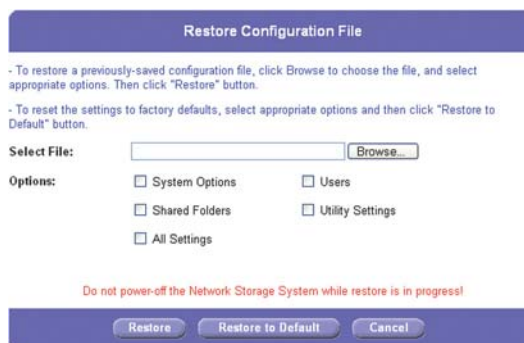 Restore Configuration File
- To restore a previously-saved configuration file, click Browse to choose the file, and select
appropriate options. Then click "Restore" button.
- To reset the settings to factory defaults, select appropriate options and then click "Restore to
Default" button.
Select File: Browse...
Options: System Options Users
Shared Folders Utility Settings
All Settings
Do not power-off the Network Storage System while restore is in progress!
Restore Restore to Default Cancel